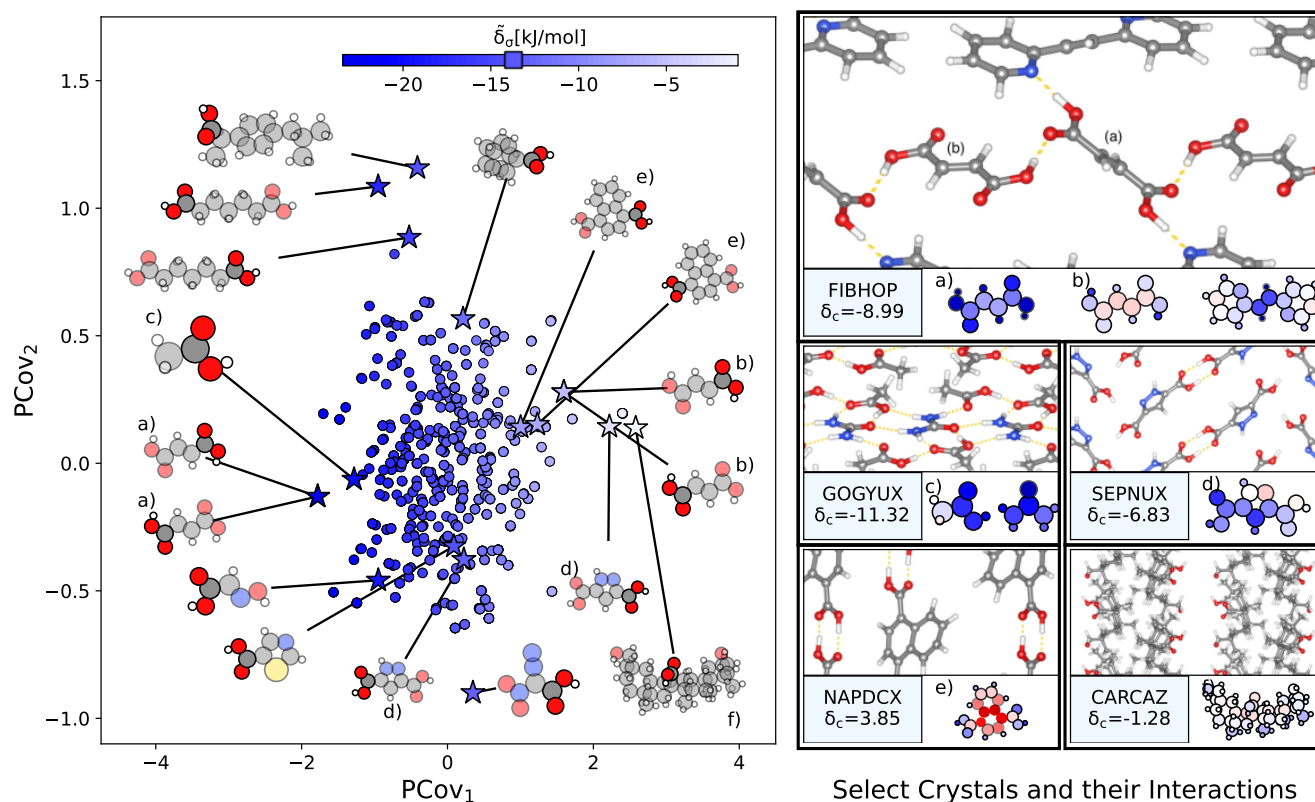 δ̃σ[kJ/mol]
−20
−15
−10
−5
1.5
1.0
0.5
0.0
−0.5
−1.0
PCov₂
−4
−2
0
2
4
PCov₁
e)
e)
c)
b)
a)
b)
a)
d)
d)
f)
(b)
(a)
FIBHOP
δc=-8.99
a)
b)
GOGYUX
δc=-11.32
c)
SEPNUX
δc=-6.83
d)
NAPDCX
δc=3.85
e)
CARCAZ
δc=-1.28
Select Crystals and their Interactions